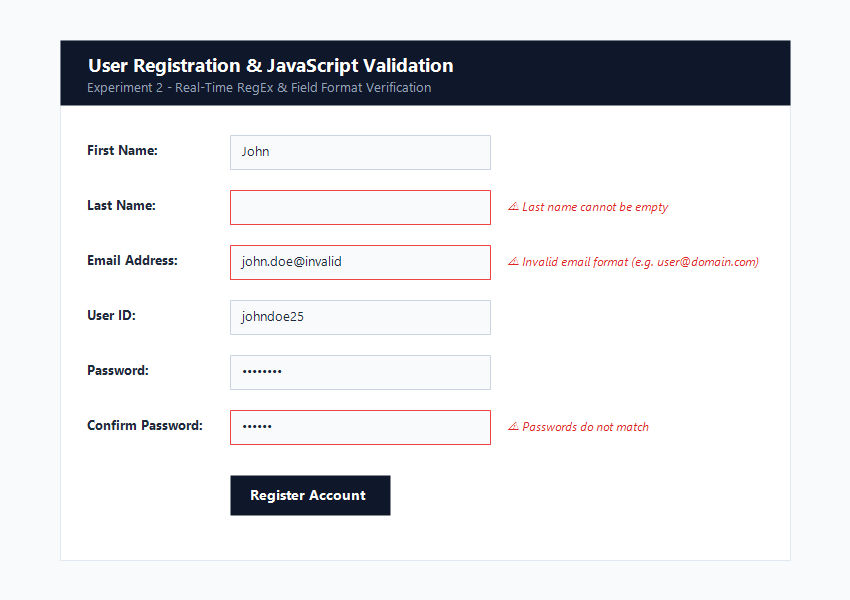 User Registration & JavaScript Validation
Experiment 2 - Real-Time RegEx & Field Format Verification
First Name: John
Last Name: ⚠ Last name cannot be empty
Email Address: john.doe@invalid ⚠ Invalid email format (e.g. user@domain.com)
User ID: johndoe25
Password: ••••••••
Confirm Password: •••••• ⚠ Passwords do not match
Register Account